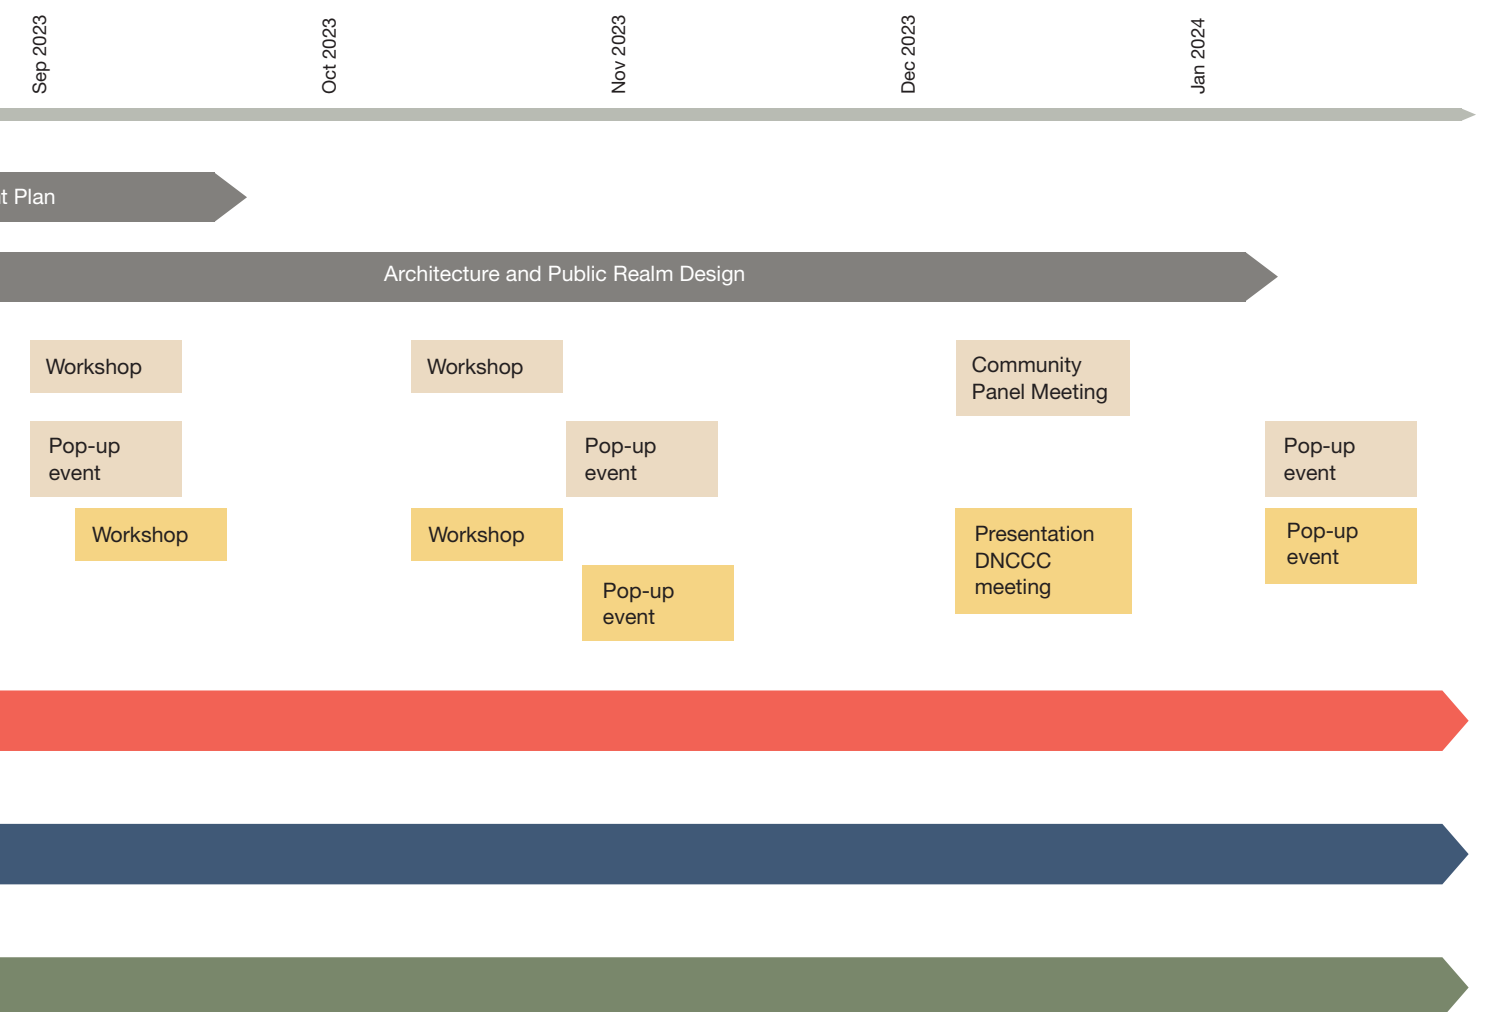 Sep 2023
Oct 2023
Nov 2023
Dec 2023
Jan 2024
Plan
Architecture and Public Realm Design
Workshop
Workshop
Community
Panel Meeting
Pop-up
event
Pop-up
event
Pop-up
event
Workshop
Workshop
Presentation
DNCCC
meeting
Pop-up
event
Pop-up
event